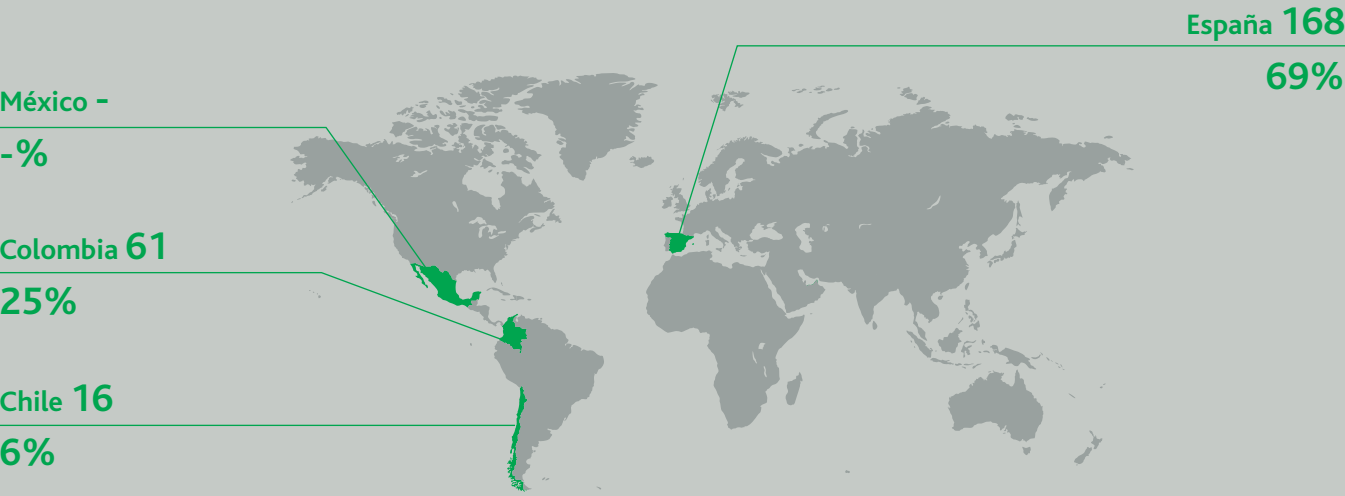 España 168
69%
México -
-%
Colombia 61
25%
Chile 16
6%